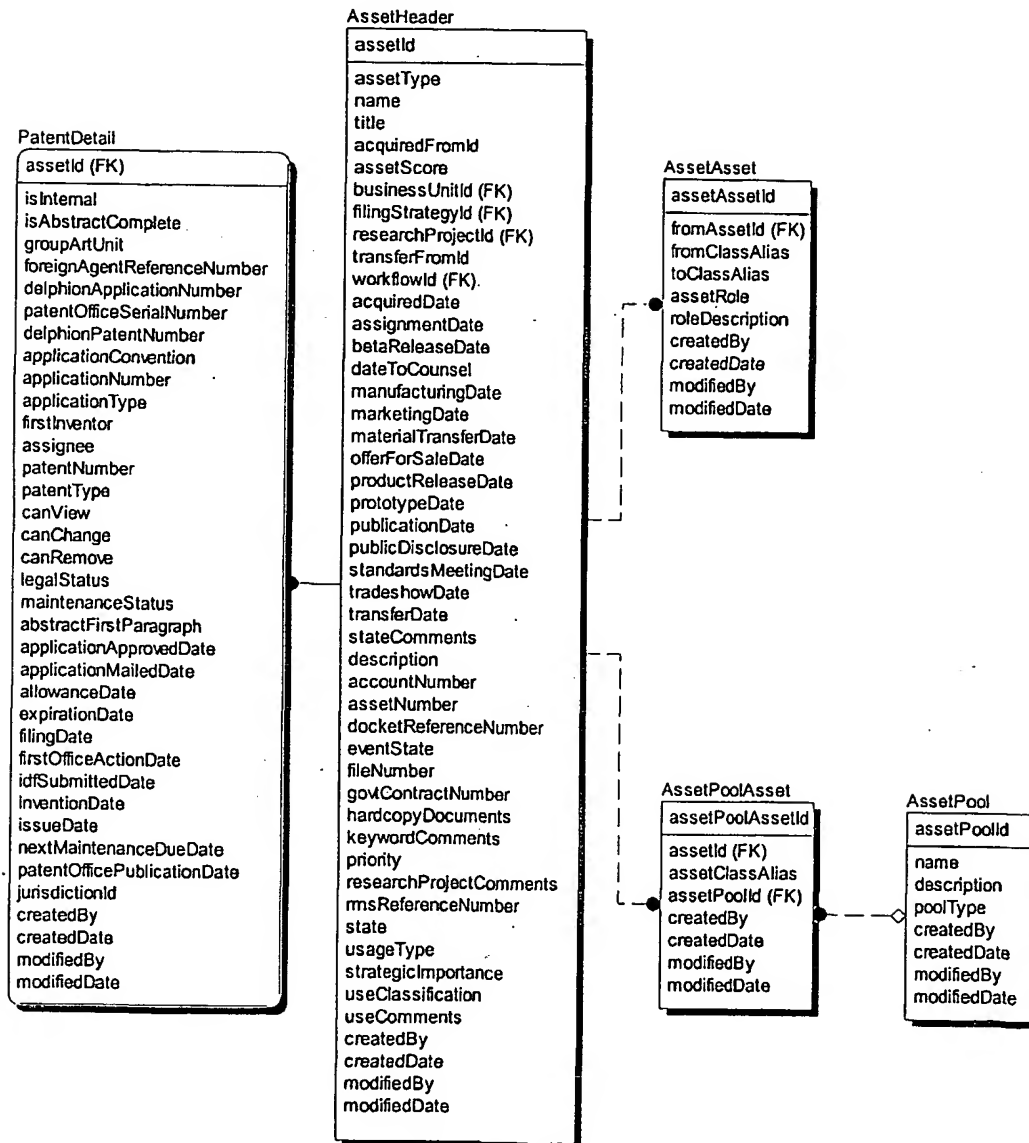 PatentDetail
assetId (FK)
isInternal
isAbstractComplete
groupArtUnit
foreignAgentReferenceNumber
delphionApplicationNumber
patentOfficeSerialNumber
delphionPatentNumber
applicationConvention
applicationNumber
applicationType
firstInventor
assignee
patentNumber
patentType
canView
canChange
canRemove
legalStatus
maintenanceStatus
abstractFirstParagraph
applicationApprovedDate
applicationMailedDate
allowanceDate
expirationDate
filingDate
firstOfficeActionDate
idfSubmittedDate
inventionDate
issueDate
nextMaintenanceDueDate
patentOfficePublicationDate
jurisdictionId
createdBy
createdDate
modifiedBy
modifiedDate
AssetHeader
assetId
assetType
name
title
acquiredFromId
assetScore
businessUnitId (FK)
filingStrategyId (FK)
researchProjectId (FK)
transferFromId
workflowId (FK)
acquiredDate
assignmentDate
betaReleaseDate
dateToCounsel
manufacturingDate
marketingDate
materialTransferDate
offerForSaleDate
productReleaseDate
prototypeDate
publicationDate
publicDisclosureDate
standardsMeetingDate
tradeshowDate
transferDate
stateComments
description
accountNumber
assetNumber
docketReferenceNumber
eventState
fileNumber
govtContractNumber
hardcopyDocuments
keywordComments
priority
researchProjectComments
rmsReferenceNumber
state
usageType
strategicImportance
useClassification
useComments
createdBy
createdDate
modifiedBy
modifiedDate
AssetAsset
assetAssetId
fromAssetId (FK)
fromClassAlias
toClassAlias
assetRole
roleDescription
createdBy
createdDate
modifiedBy
modifiedDate
AssetPoolAsset
assetPoolAssetId
assetId (FK)
assetClassAlias
assetPoolId (FK)
createdBy
createdDate
modifiedBy
modifiedDate
AssetPool
assetPoolId
name
description
poolType
createdBy
createdDate
modifiedBy
modifiedDate